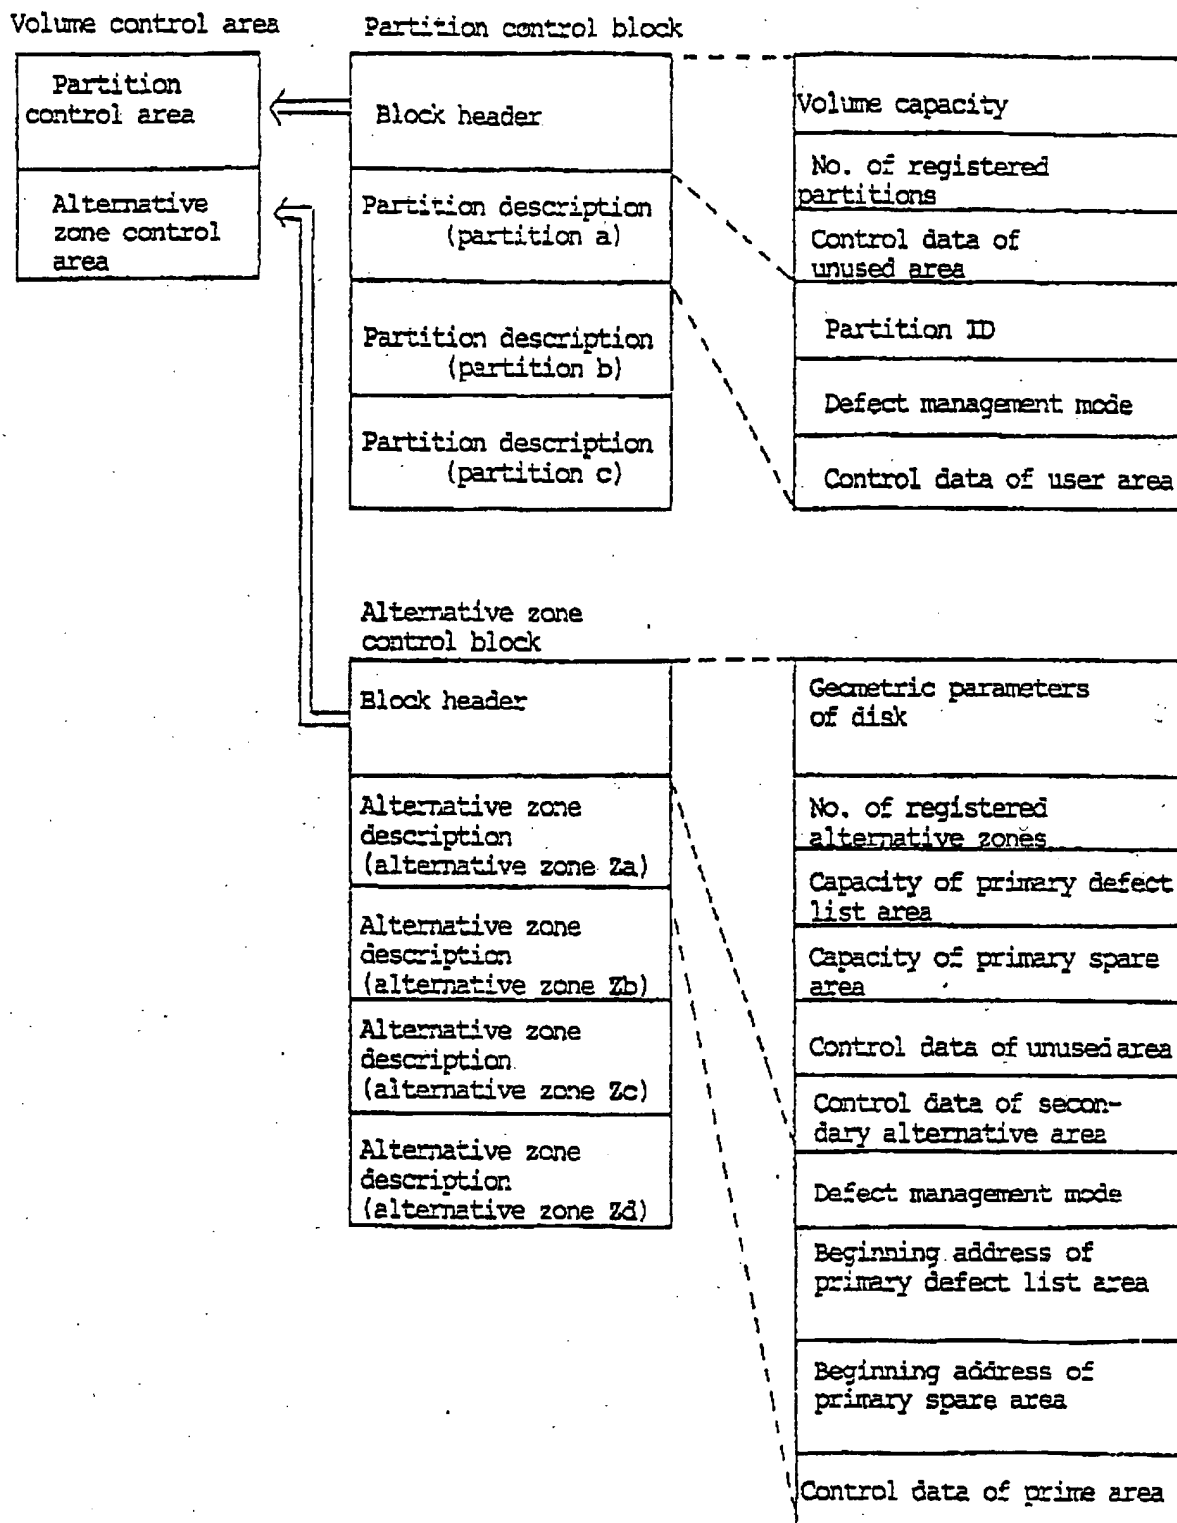 Volume control area
Partition
control area
Alternative
zone control
area
Partition control block
Block header
Partition description
(partition a)
Partition description
(partition b)
Partition description
(partition c)
Volume capacity
No. of registered
partitions
Control data of
unused area
Partition ID
Defect management mode
Control data of user area
Alternative zone
control block
Block header
Alternative zone
description
(alternative zone Za)
Alternative zone
description
(alternative zone Zb)
Alternative zone
description
(alternative zone Zc)
Alternative zone
description
(alternative zone Zd)
Geometric parameters
of disk
No. of registered
alternative zones
Capacity of primary defect
list area
Capacity of primary spare
area
Control data of unused area
Control data of secon-
dary alternative area
Defect management mode
Beginning address of
primary defect list area
Beginning address of
primary spare area
Control data of prime area